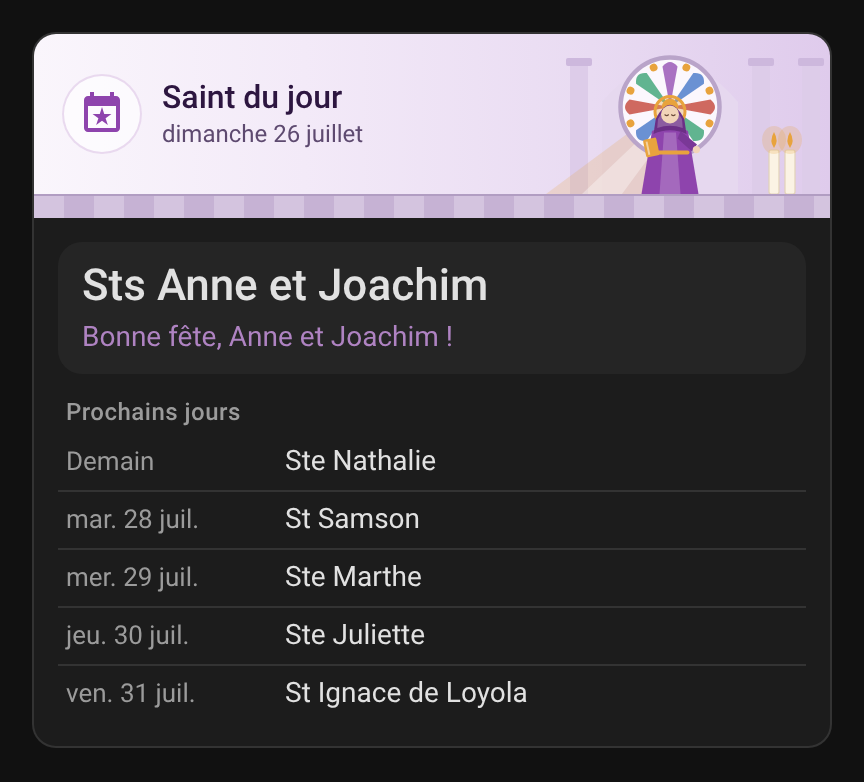 Saint du jour
dimanche 26 juillet
Sts Anne et Joachim
Bonne fête, Anne et Joachim !
Prochains jours
Demain Ste Nathalie
mar. 28 juil. St Samson
mer. 29 juil. Ste Marthe
jeu. 30 juil. Ste Juliette
ven. 31 juil. St Ignace de Loyola